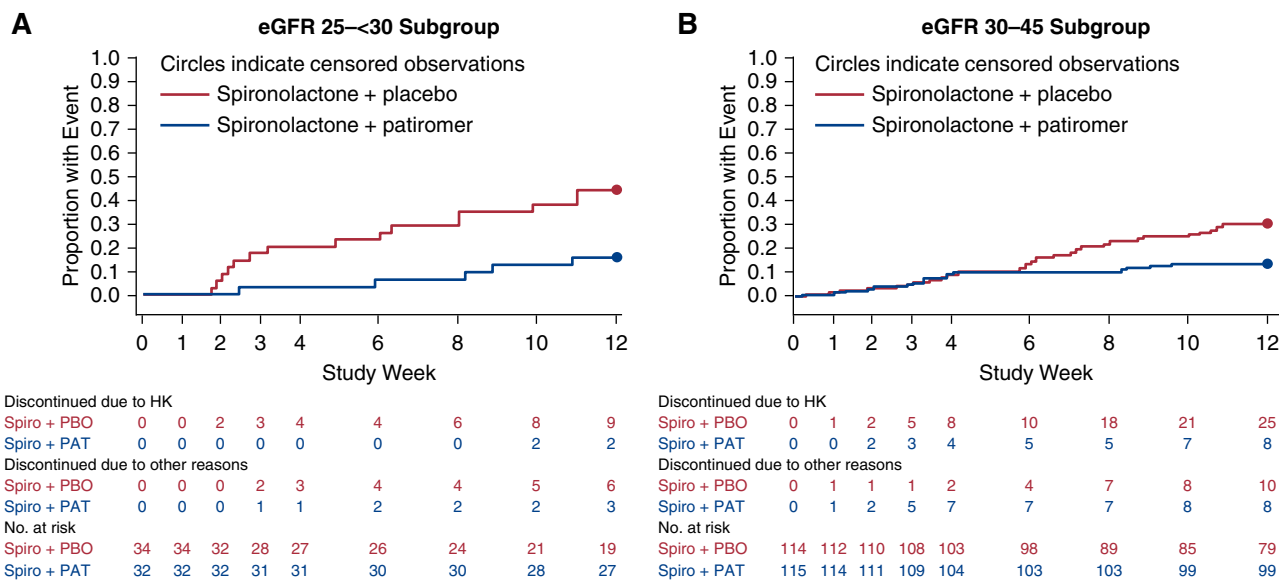 A
eGFR 25–<30 Subgroup
Proportion with Event
1.0
0.9
0.8
0.7
0.6
0.5
0.4
0.3
0.2
0.1
0.0
Circles indicate censored observations
Spironolactone + placebo
Spironolactone + patiromer
0 1 2 3 4 6 8 10 12
Study Week
Discontinued due to HK
Spiro + PBO 0 0 2 3 4 4 6 8 9
Spiro + PAT 0 0 0 0 0 0 0 2 2
Discontinued due to other reasons
Spiro + PBO 0 0 0 2 3 4 4 5 6
Spiro + PAT 0 0 0 1 1 2 2 2 3
No. at risk
Spiro + PBO 34 34 32 28 27 26 24 21 19
Spiro + PAT 32 32 32 31 31 30 30 28 27
B
eGFR 30–45 Subgroup
Proportion with Event
1.0
0.9
0.8
0.7
0.6
0.5
0.4
0.3
0.2
0.1
0.0
Circles indicate censored observations
Spironolactone + placebo
Spironolactone + patiromer
0 1 2 3 4 6 8 10 12
Study Week
Discontinued due to HK
Spiro + PBO 0 1 2 5 8 10 18 21 25
Spiro + PAT 0 0 2 3 4 5 5 7 8
Discontinued due to other reasons
Spiro + PBO 0 1 1 1 2 4 7 8 10
Spiro + PAT 0 1 2 5 7 7 7 8 8
No. at risk
Spiro + PBO 114 112 110 108 103 98 89 85 79
Spiro + PAT 115 114 111 109 104 103 103 99 99